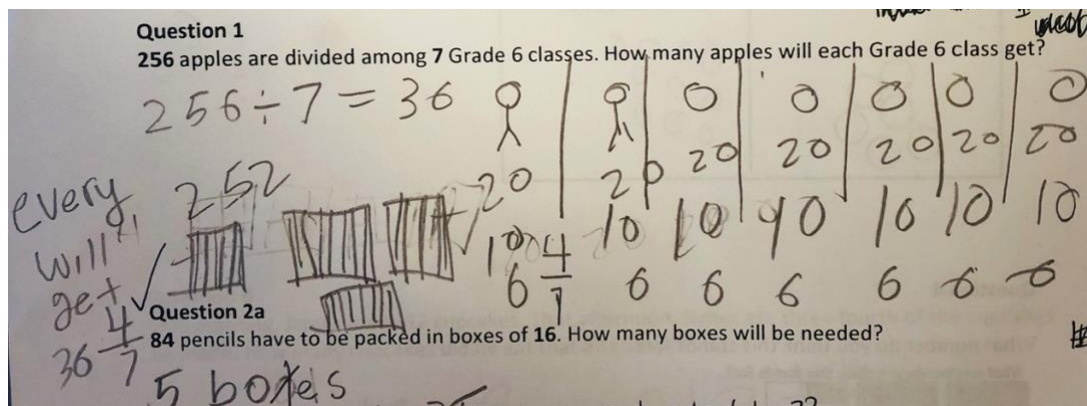 Question 1
256 apples are divided among 7 Grade 6 classes. How many apples will each Grade 6 class get?
256 ÷ 7 = 36
20 20 20 20 20 20 20
252
10 10 10 10 10 10 10
6 4/7 6 6 6 6 6 6
every
will
get
36 4/7
Question 2a
84 pencils have to be packed in boxes of 16. How many boxes will be needed?
5 boxes